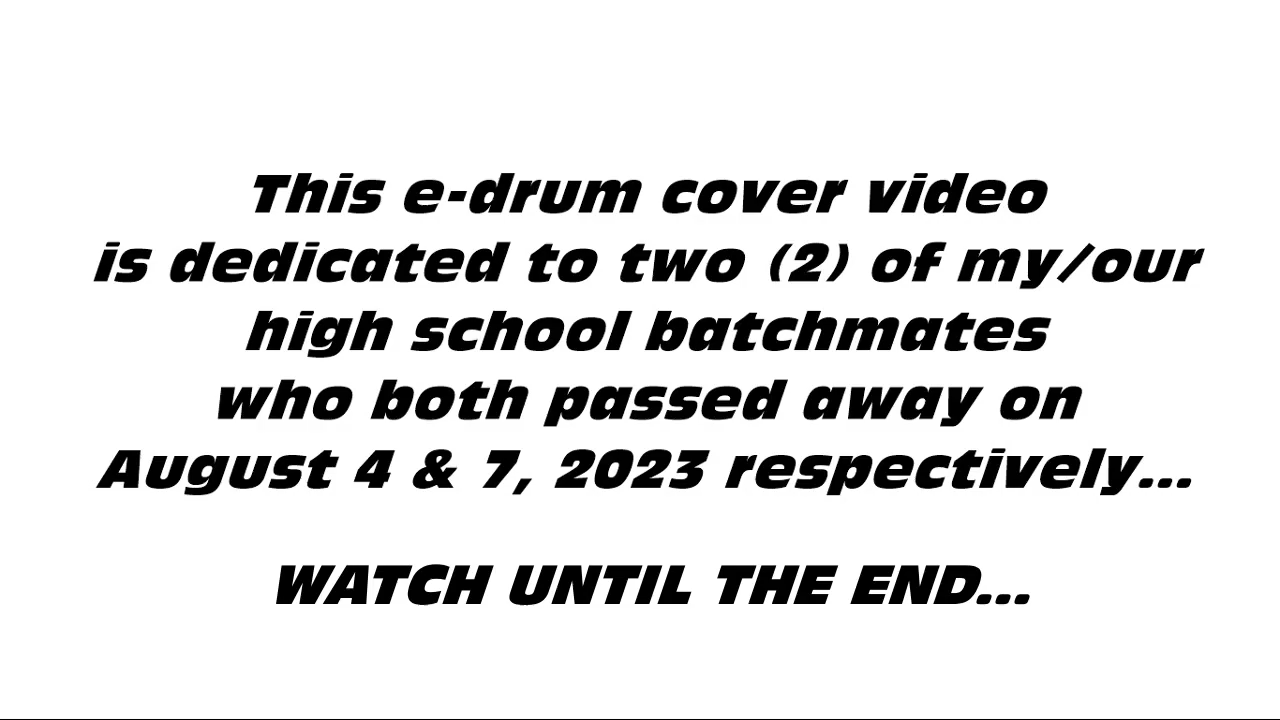 This e-drum cover video
is dedicated to two (2) of my/our
high school batchmates
who both passed away on
August 4 & 7, 2023 respectively...
WATCH UNTIL THE END...